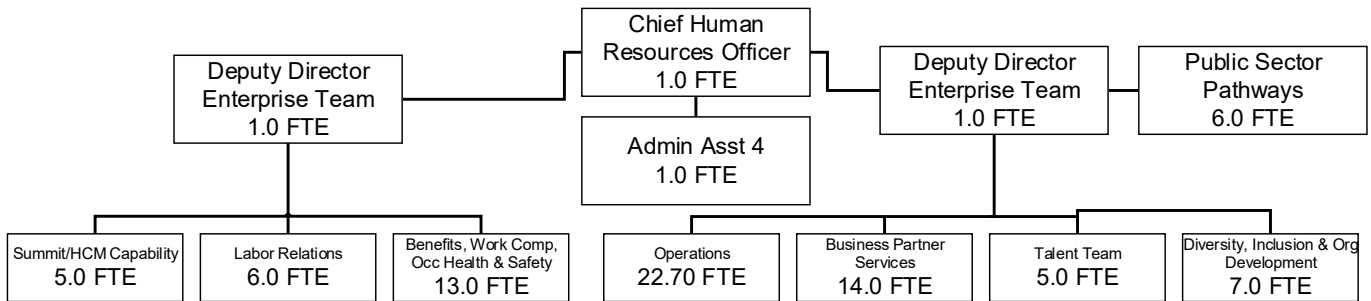 Chief Human
Resources Officer
1.0 FTE
Deputy Director
Enterprise Team
1.0 FTE
Deputy Director
Enterprise Team
1.0 FTE
Public Sector
Pathways
6.0 FTE
Admin Asst 4
1.0 FTE
Summit/HCM Capability
5.0 FTE
Labor Relations
6.0 FTE
Benefits, Work Comp,
Occ Health & Safety
13.0 FTE
Operations
22.70 FTE
Business Partner
Services
14.0 FTE
Talent Team
5.0 FTE
Diversity, Inclusion & Org
Development
7.0 FTE